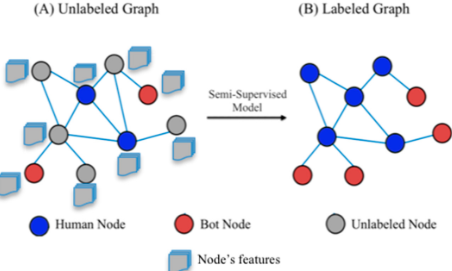 (A) Unlabeled Graph
(B) Labeled Graph
Semi-Supervised
Model
Human Node
Bot Node
Unlabeled Node
Node's features